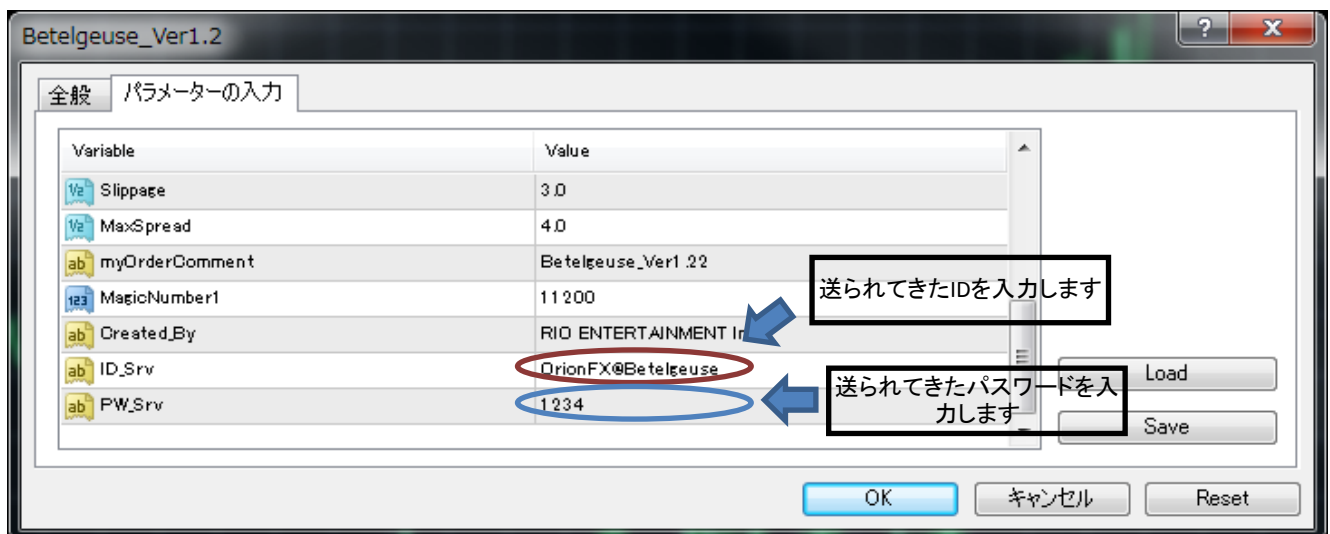 Betelgeuse_Ver1.2
全般 パラメーターの入力
Variable Value
Slippage 3.0
MaxSpread 4.0
myOrderComment Betelgeuse_Ver1.22
MagicNumber1 11200
Created_By RIO ENTERTAINMENT
ID_Srv OrionFX@Betelgeuse
PW_Srv 1234
送られてきたIDを入力します
送られてきたパスワードを入
力します
Load
Save
OK キャンセル Reset